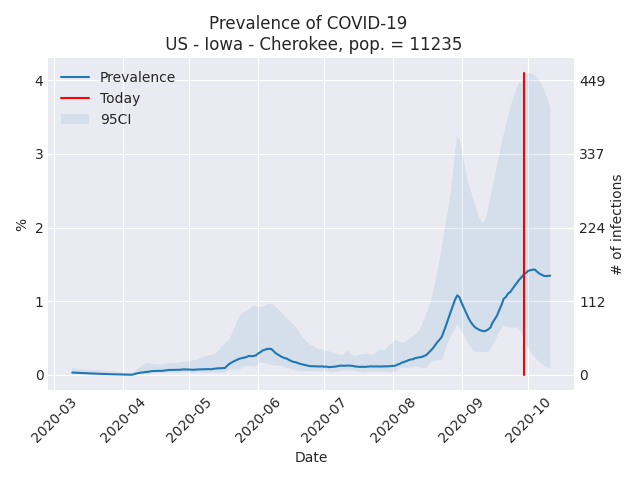 Prevalence of COVID-19
US - Iowa - Cherokee, pop. = 11235
Prevalence
Today
95CI
%
4
3
2
1
0
449
337
224
112
0
# of infections
2020-03
2020-04
2020-05
2020-06
2020-07
2020-08
2020-09
2020-10
Date